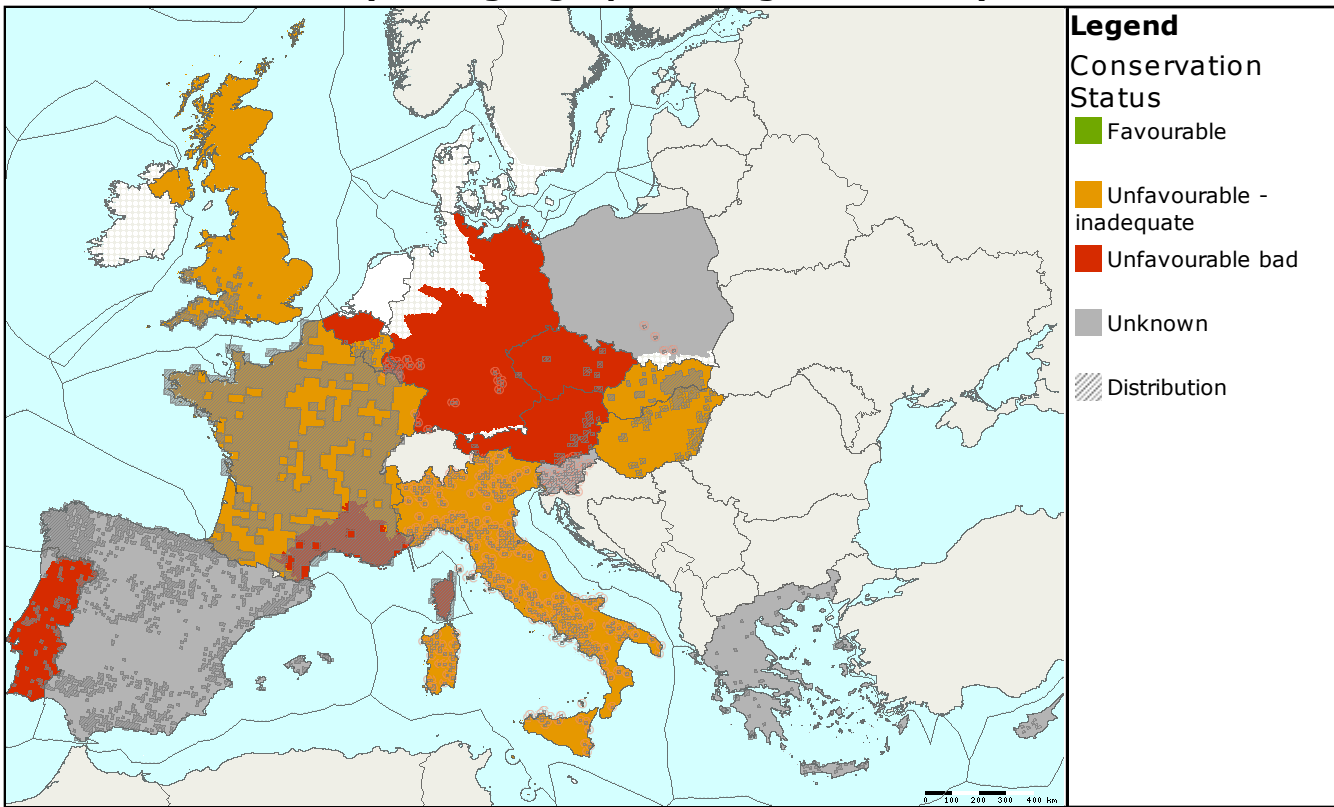 Legend
Conservation
Status
Favourable
Unfavourable -
inadequate
Unfavourable bad
Unknown
Distribution
0 100 200 300 400 km